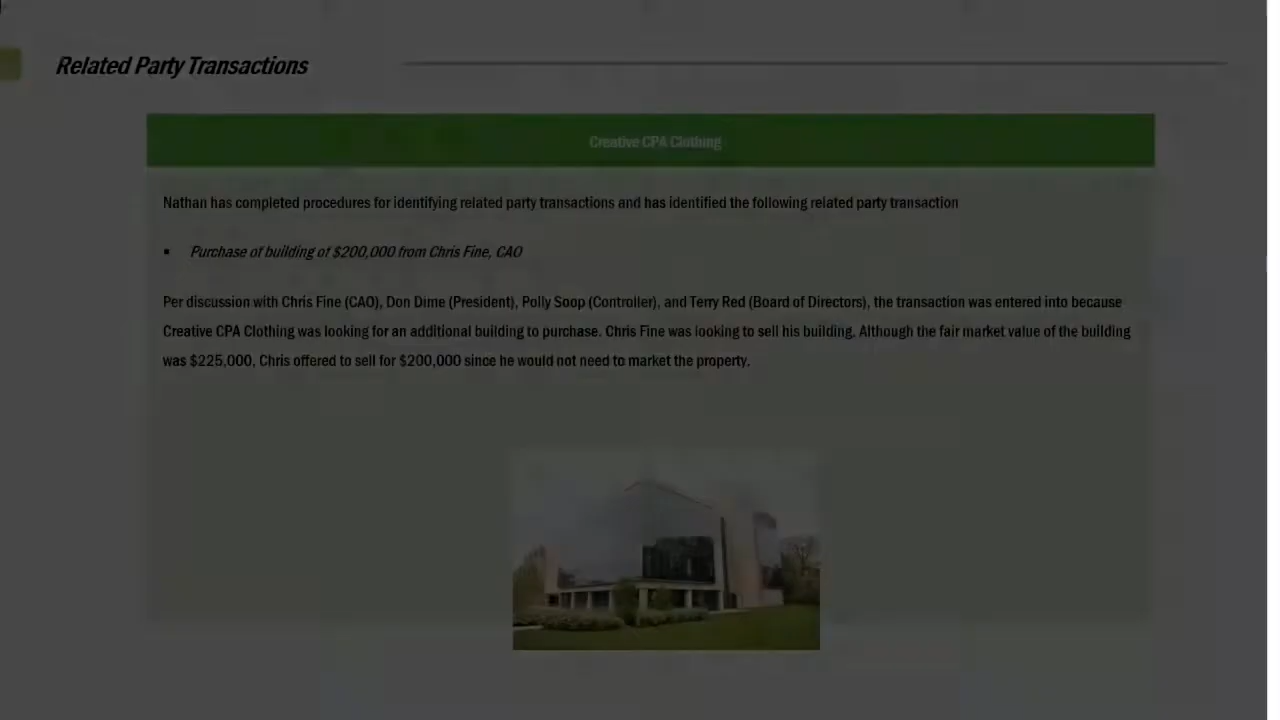 Related Party Transactions
Creative CPA Clothing
Nathan has completed procedures for identifying related party transactions and has identified the following related party transaction
▪ Purchase of building of $200,000 from Chris Fine, CAO
Per discussion with Chris Fine (CAO), Don Dime (President), Polly Soop (Controller), and Terry Red (Board of Directors), the transaction was entered into because
Creative CPA Clothing was looking for an additional building to purchase. Chris Fine was looking to sell his building. Although the fair market value of the building
was $225,000, Chris offered to sell for $200,000 since he would not need to market the property.